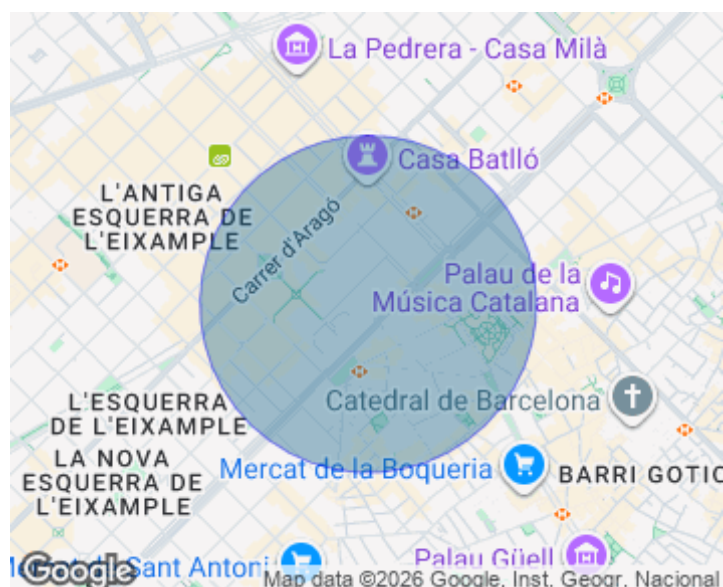 La Pedrera - Casa Milà
Casa Batlló
L'ANTIGA
ESQUERRA DE
L'EIXAMPLE
Carrer d'Aragó
Palau de la
Música Catalana
L'ESQUERRA
DE L'EIXAMPLE
Catedral de Barcelona
LA NOVA
ESQUERRA DE
L'EIXAMPLE
Mercat de la Boqueria
BARRI GOTIC
Sant Antoni
Palau Güell
Google
Map data ©2026 Google, Inst. Geogr. Nacional